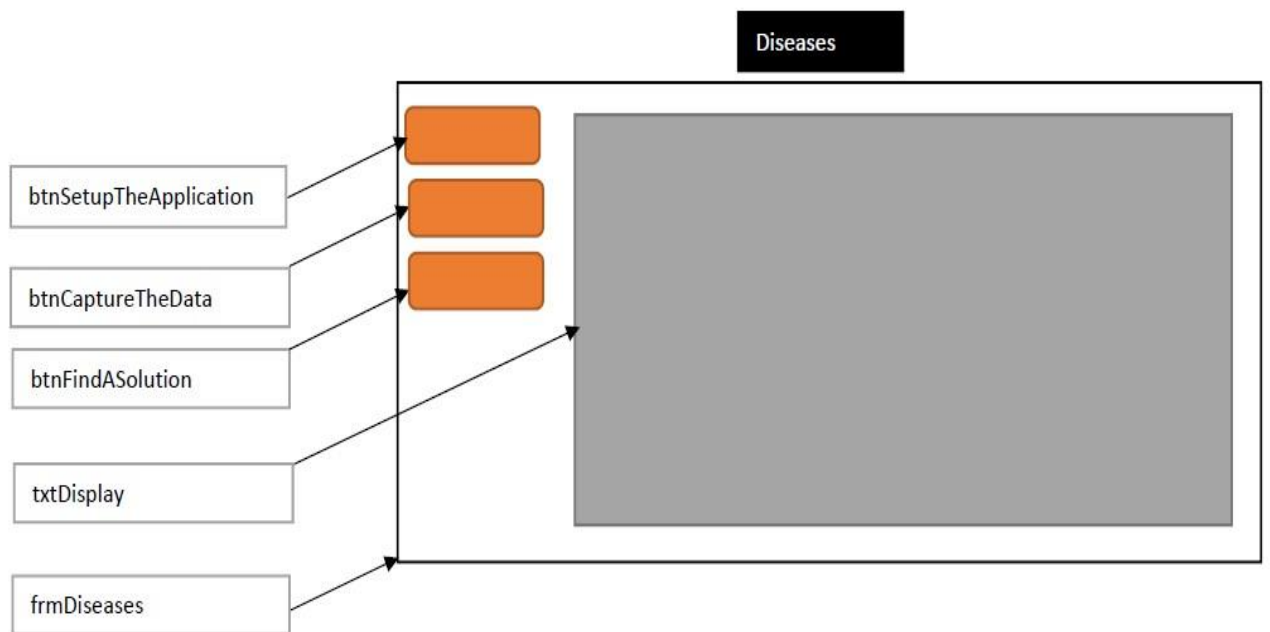 Diseases
btnSetupTheApplication
btnCaptureTheData
btnFindASolution
txtDisplay
frmDiseases